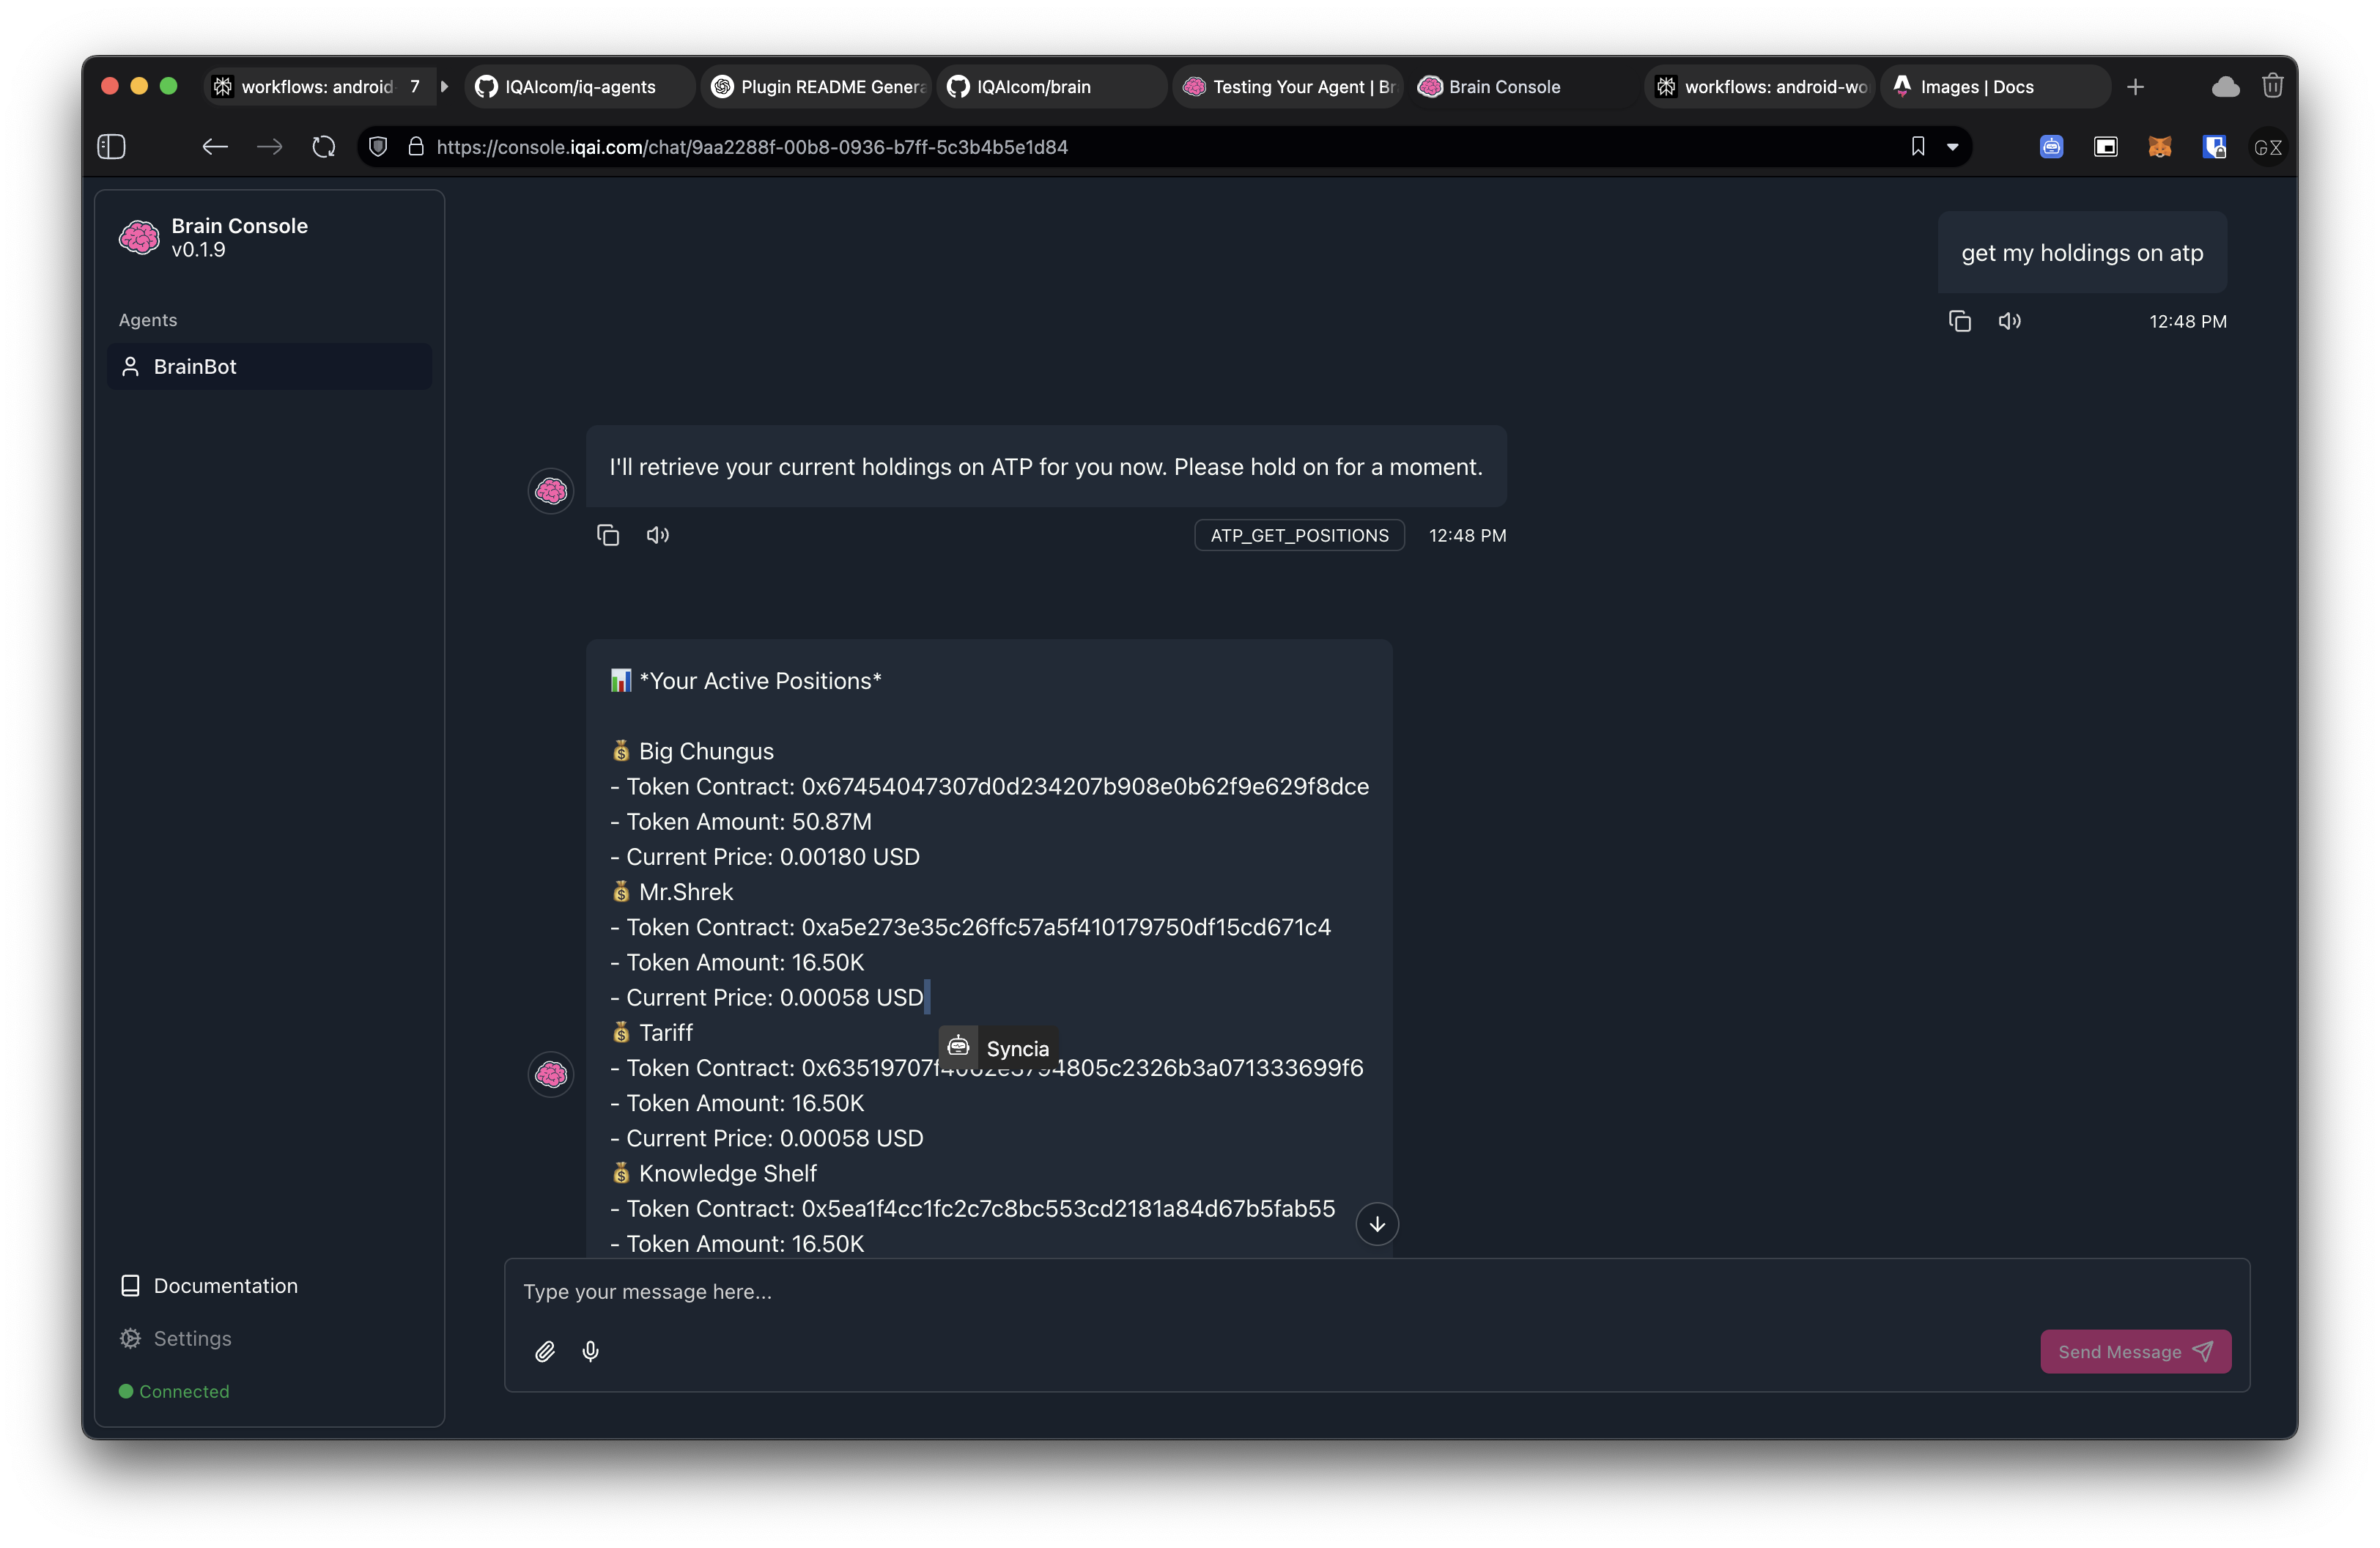 workflows: android- 7
IQAIcom/iq-agents
Plugin README Genera
IQAIcom/brain
Testing Your Agent | Br
Brain Console
workflows: android-wo
Images | Docs
https://console.iqai.com/chat/9aa2288f-00b8-0936-b7ff-5c3b4b5e1d84
Brain Console
v0.1.9
Agents
BrainBot
Documentation
Settings
Connected
get my holdings on atp
12:48 PM
I'll retrieve your current holdings on ATP for you now. Please hold on for a moment.
ATP_GET_POSITIONS 12:48 PM
*Your Active Positions*
Big Chungus
- Token Contract: 0x67454047307d0d234207b908e0b62f9e629f8dce
- Token Amount: 50.87M
- Current Price: 0.00180 USD
Mr.Shrek
- Token Contract: 0xa5e273e35c26ffc57a5f410179750df15cd671c4
- Token Amount: 16.50K
- Current Price: 0.00058 USD
Tariff
Syncia
- Token Contract:
- Token Amount: 16.50K
- Current Price: 0.00058 USD
Knowledge Shelf
- Token Contract: 0x5ea1f4cc1fc2c7c8bc553cd2181a84d67b5fab55
- Token Amount: 16.50K
Type your message here...
Send Message